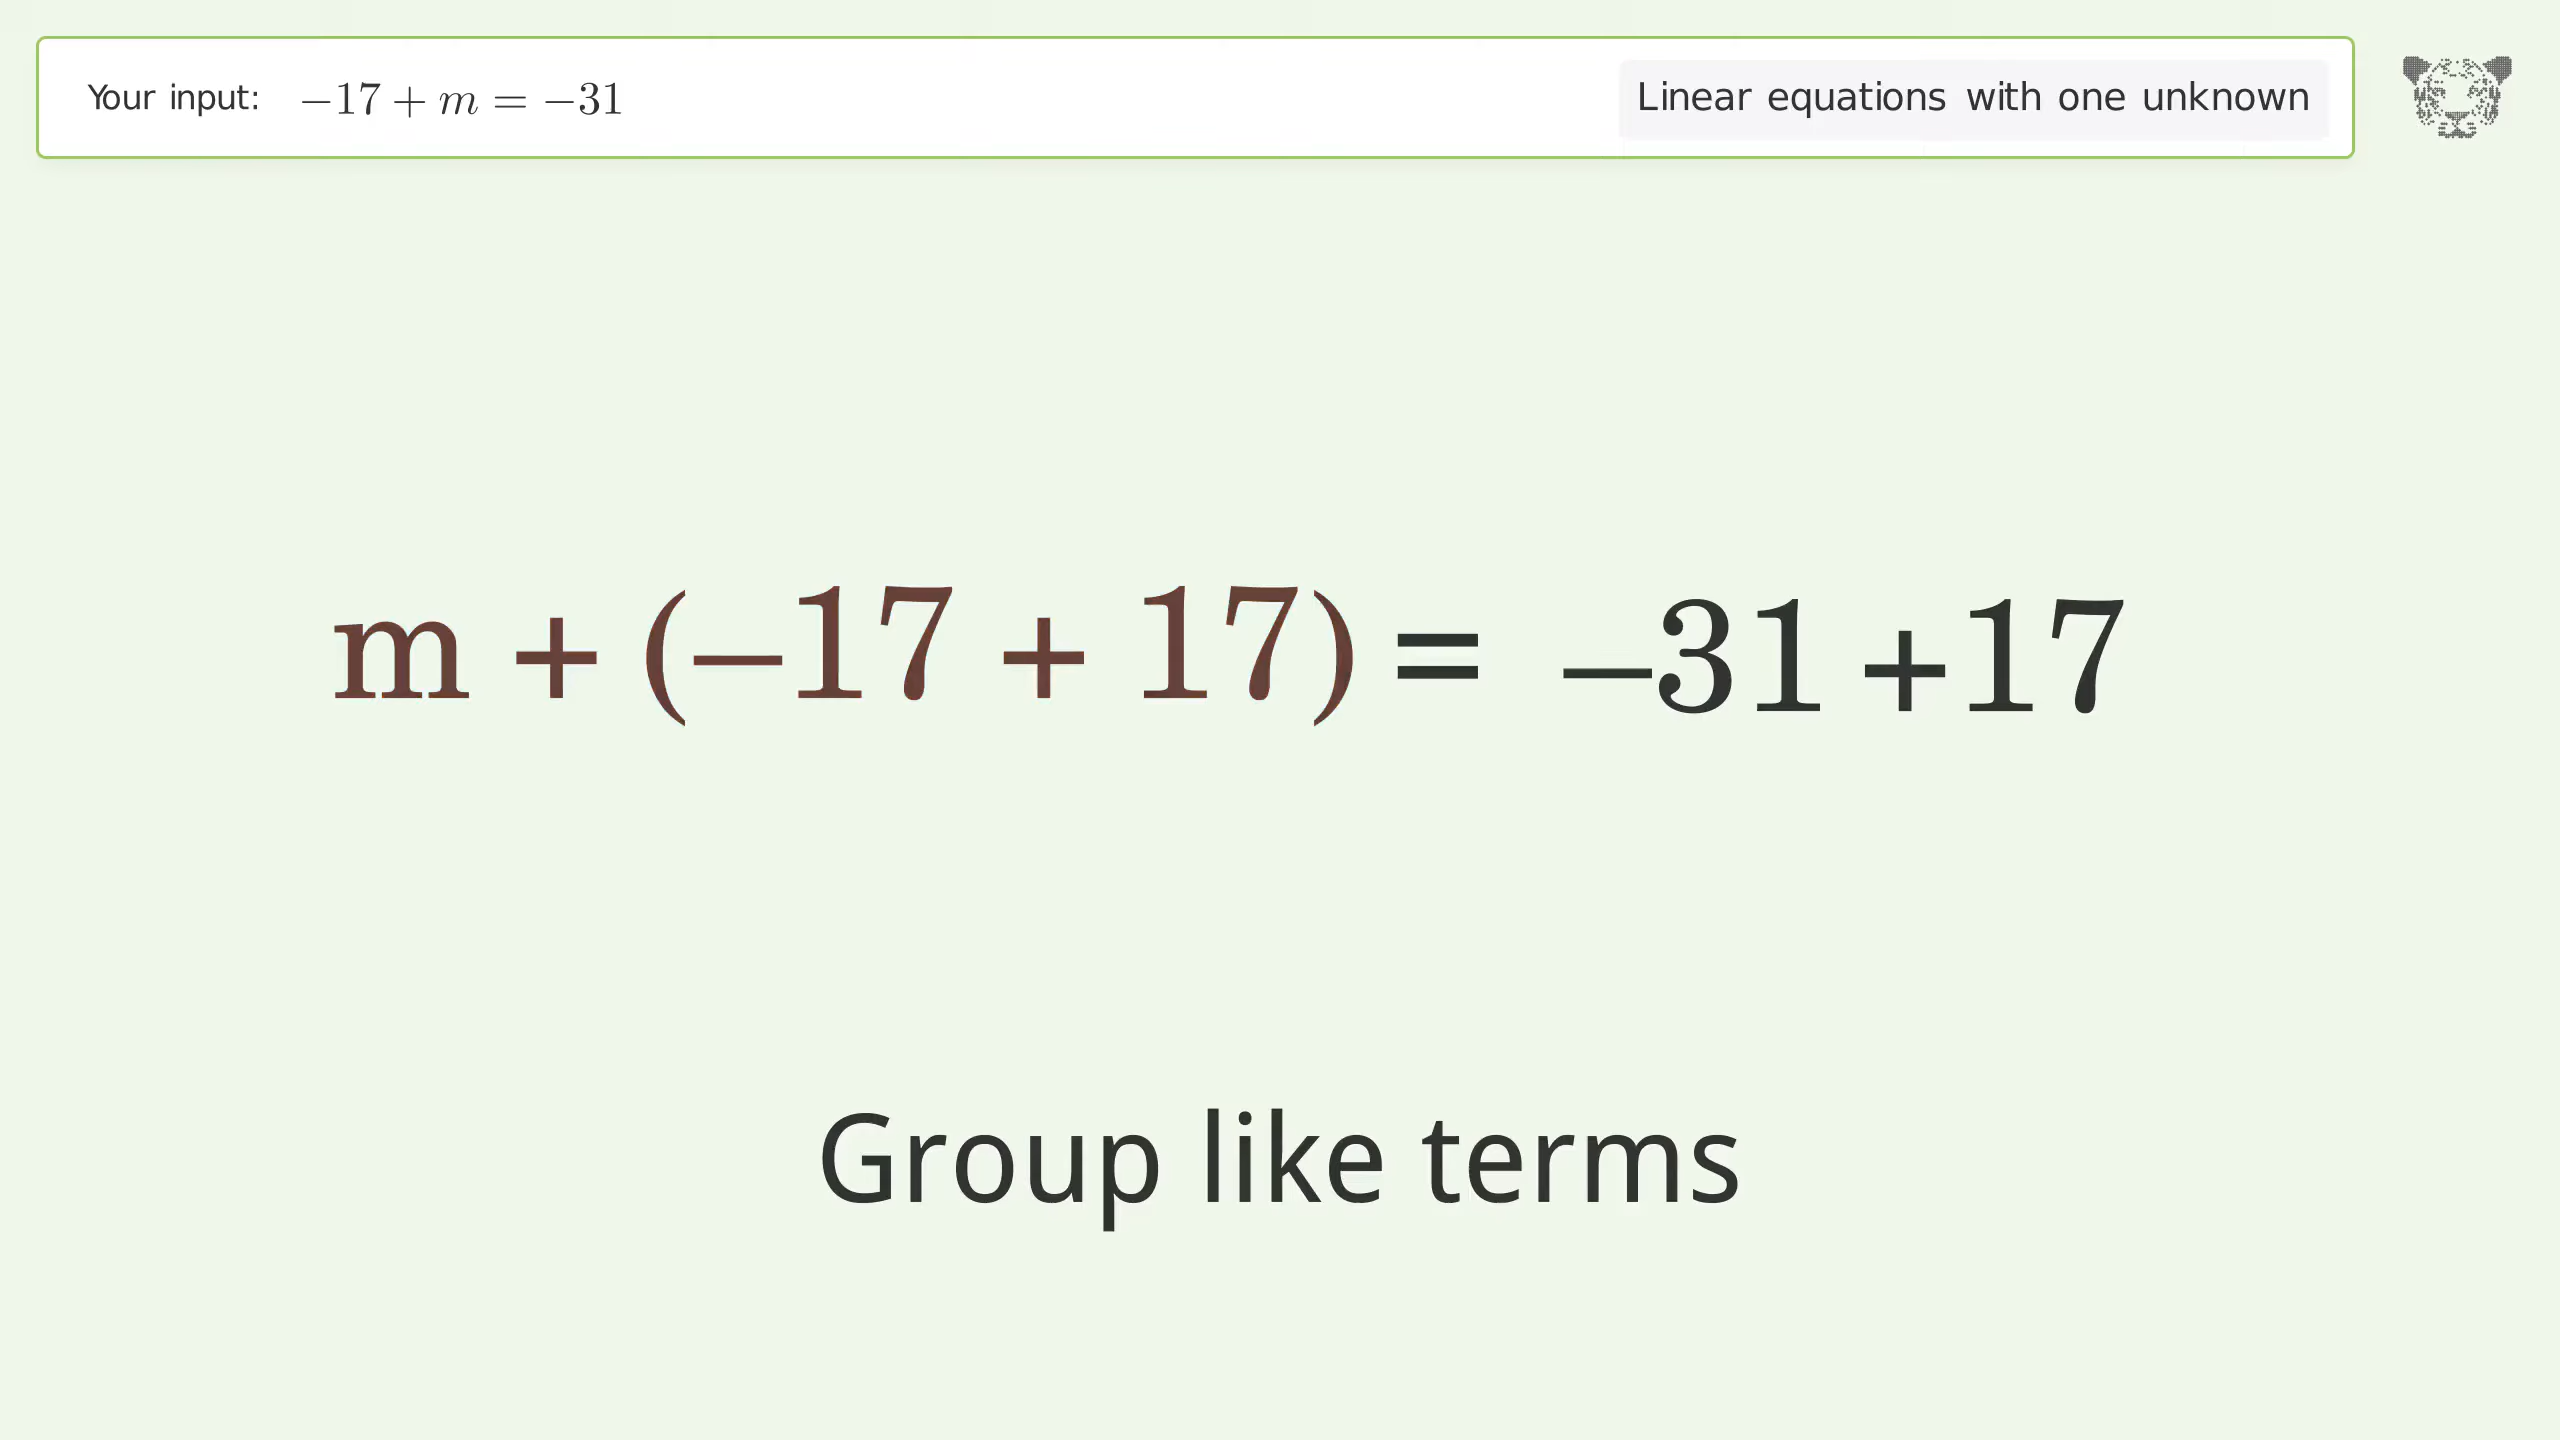 Your input: −17 + m = −31
Linear equations with one unknown
m + (−17 + 17) = −31 +17
Group like terms